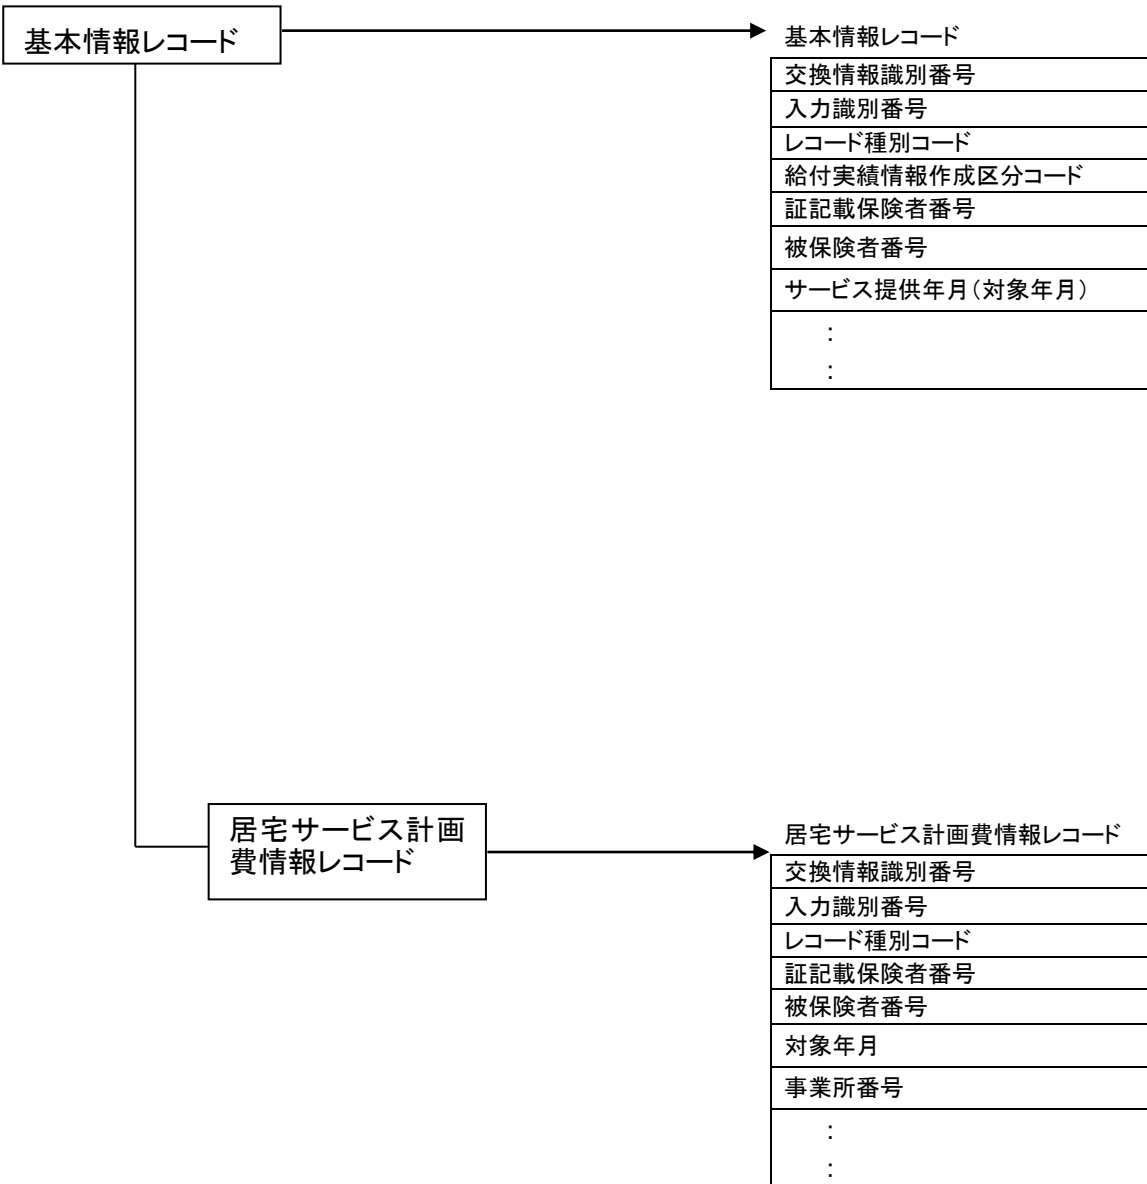 基本情報レコード
基本情報レコード
交換情報識別番号
入力識別番号
レコード種別コード
給付実績情報作成区分コード
証記載保険者番号
被保険者番号
サービス提供年月(対象年月)
:
:
居宅サービス計画
費情報レコード
居宅サービス計画費情報レコード
交換情報識別番号
入力識別番号
レコード種別コード
証記載保険者番号
被保険者番号
対象年月
事業所番号
:
: